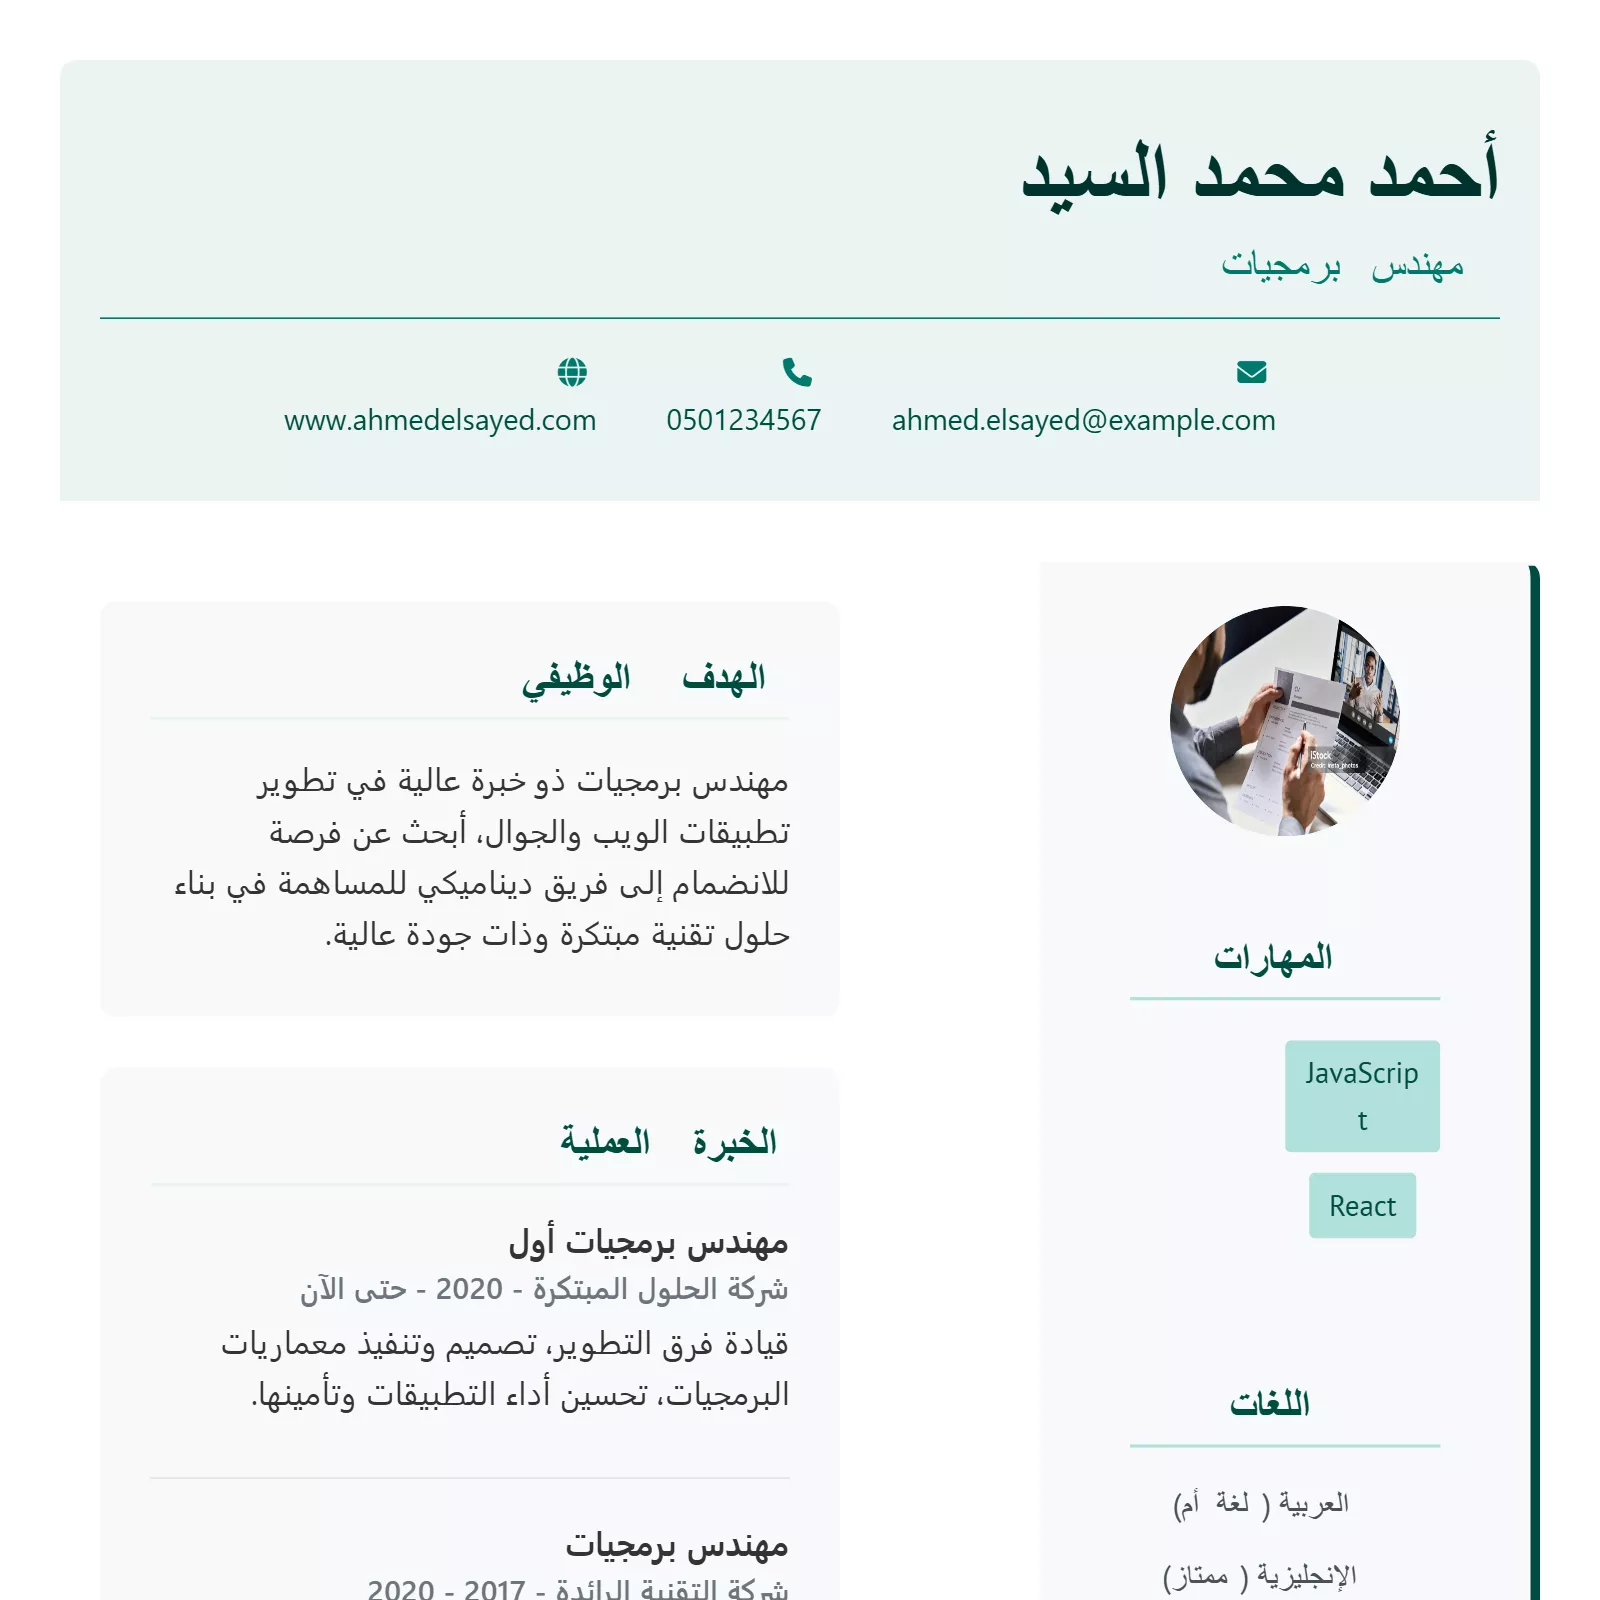 أحمد محمد السيد
مهندس برمجيات
ahmed.elsayed@example.com
0501234567
www.ahmedelsayed.com
iStock
المهارات
JavaScrip
t
React
اللغات
العربية ( لغة أم)
الإنجليزية ( ممتاز)
الهدف الوظيفي
مهندس برمجيات ذو خبرة عالية في تطوير
تطبيقات الويب والجوال، أبحث عن فرصة
للانضمام إلى فريق ديناميكي للمساهمة في بناء
حلول تقنية مبتكرة وذات جودة عالية.
الخبرة العملية
مهندس برمجيات أول
شركة الحلول المبتكرة - 2020 - حتى الآن
قيادة فرق التطوير، تصميم وتنفيذ معماريات
البرمجيات، تحسين أداء التطبيقات وتأمينها.
مهندس برمجيات
شركة التقنية الرائدة - 2017 - 2020